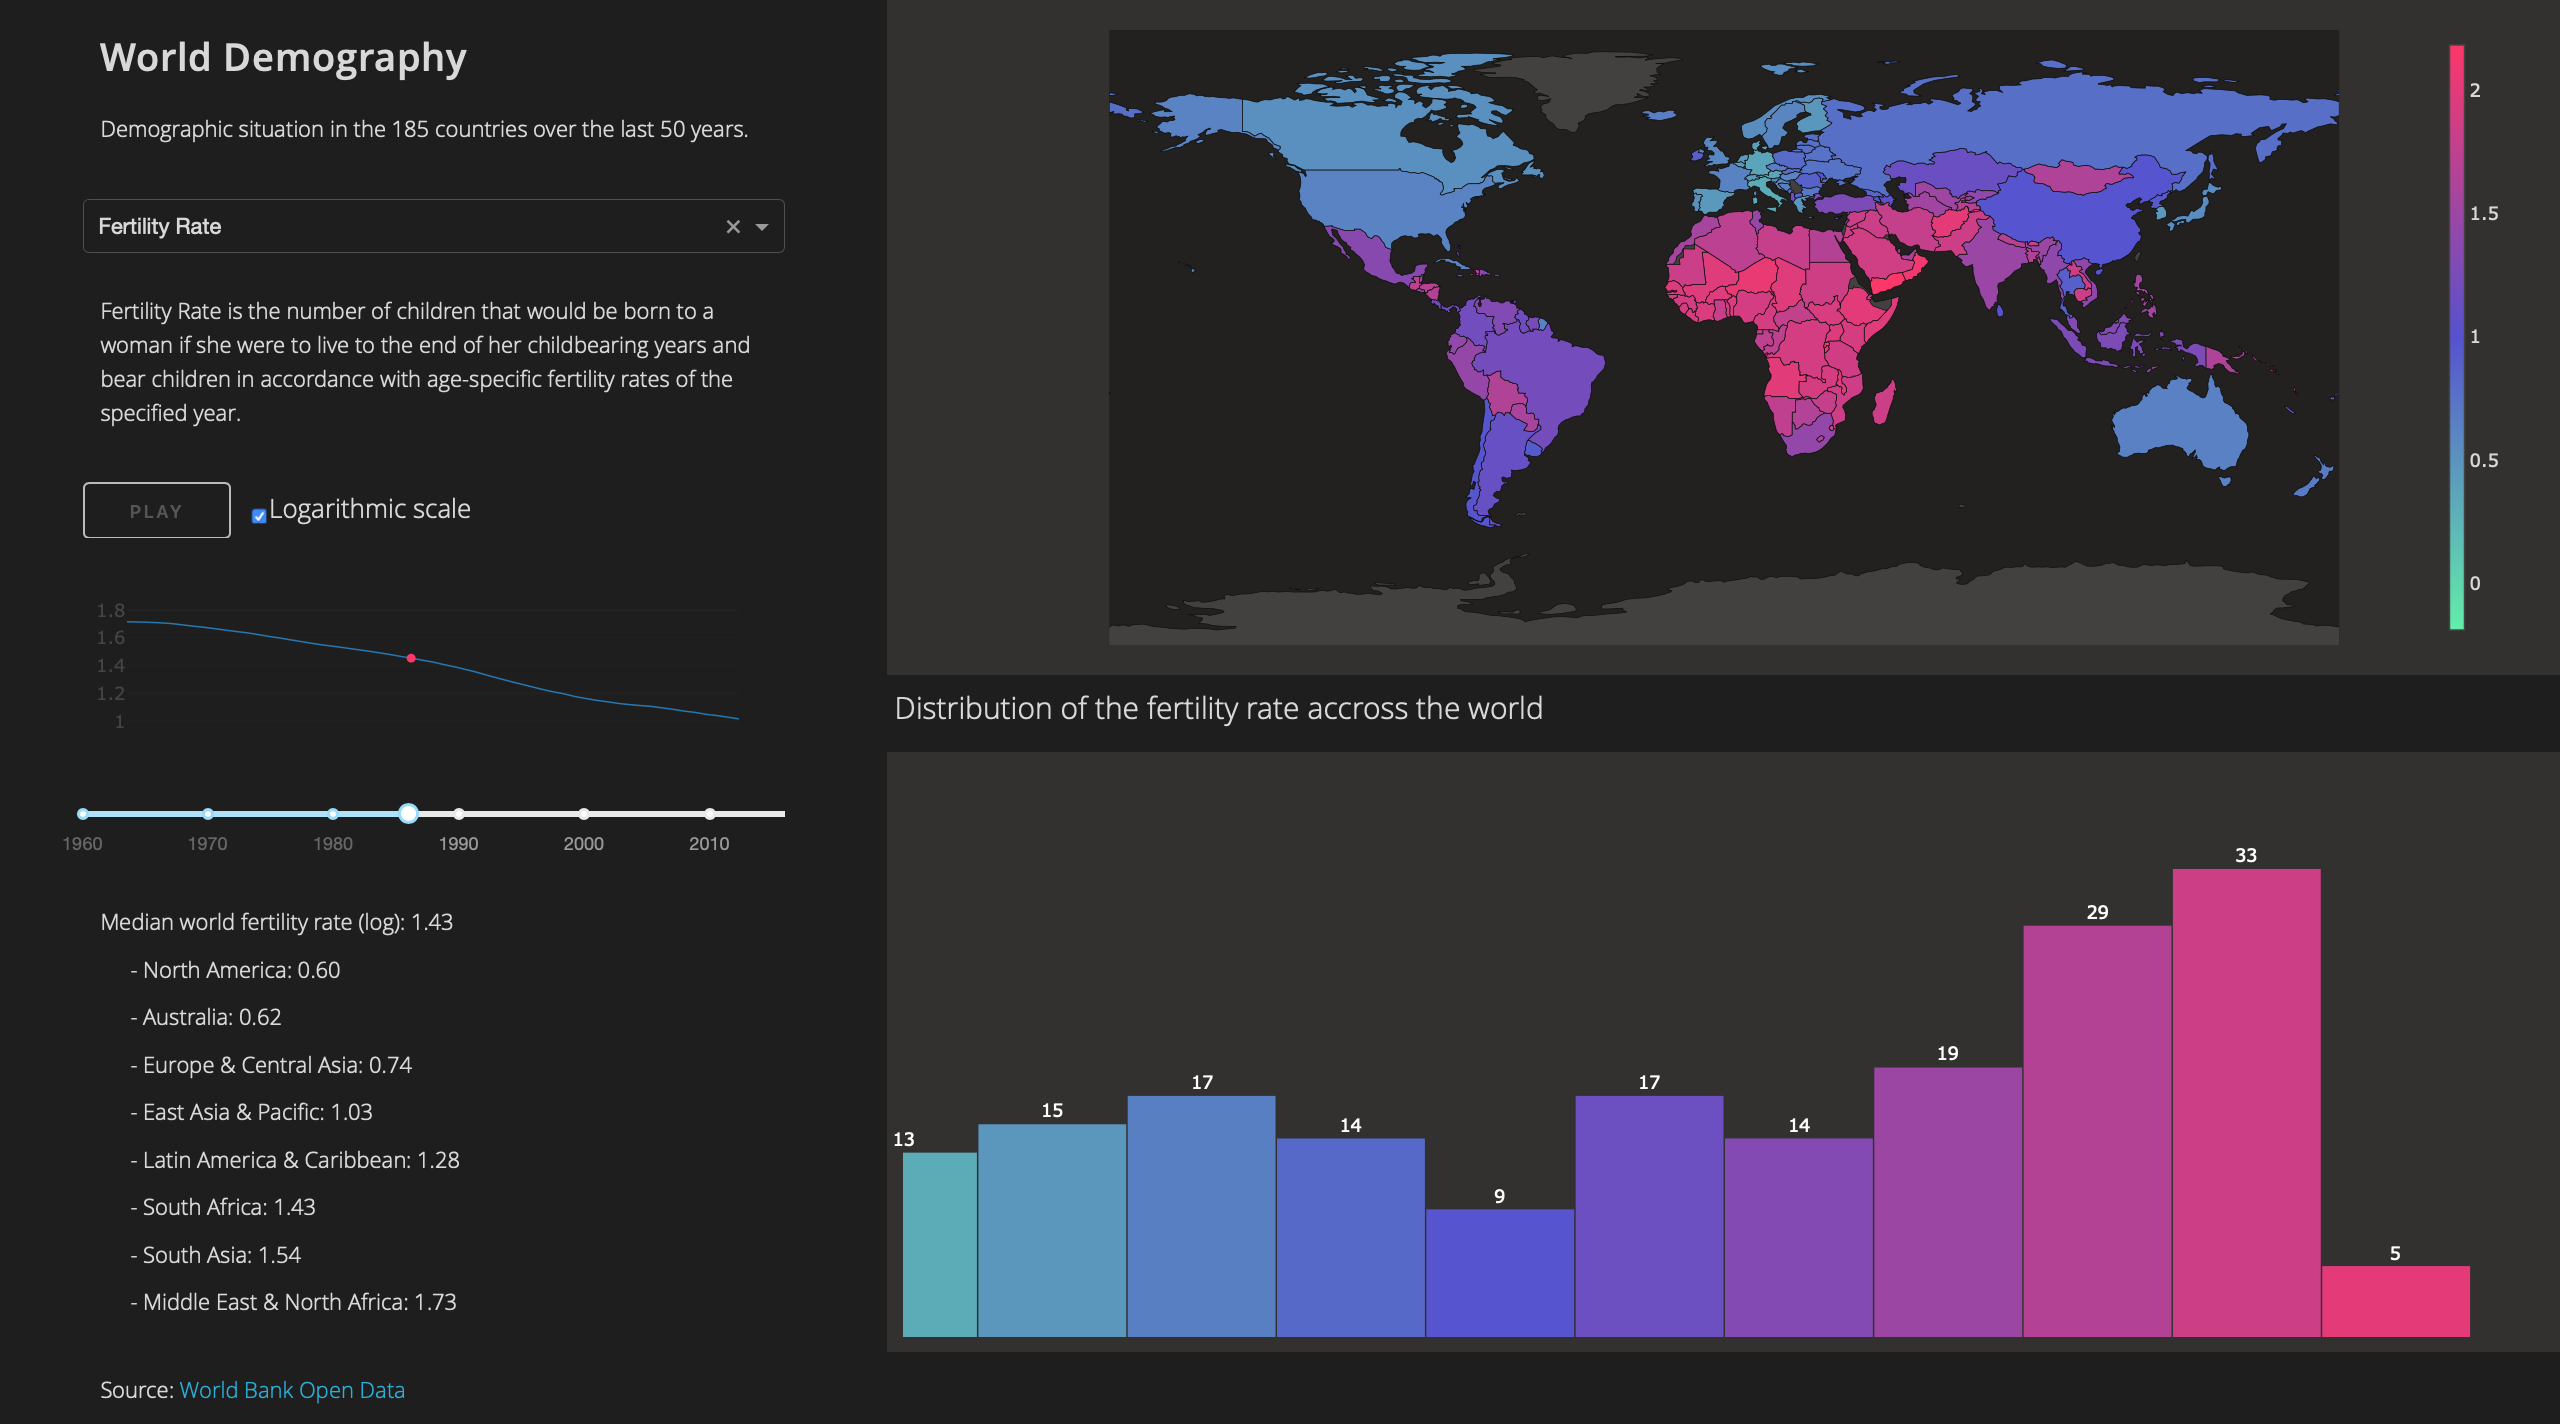 World Demography
Demographic situation in the 185 countries over the last 50 years.
Fertility Rate
Fertility Rate is the number of children that would be born to a
woman if she were to live to the end of her childbearing years and
bear children in accordance with age-specific fertility rates of the
specified year.
PLAY
Logarithmic scale
1.8
1.6
1.4
1.2
1
1960 1970 1980 1990 2000 2010
Median world fertility rate (log): 1.43
- North America: 0.60
- Australia: 0.62
- Europe & Central Asia: 0.74
- East Asia & Pacific: 1.03
- Latin America & Caribbean: 1.28
- South Africa: 1.43
- South Asia: 1.54
- Middle East & North Africa: 1.73
Source: World Bank Open Data
2
1.5
1
0.5
0
Distribution of the fertility rate accross the world
13 15 17 14 9 17 14 19 29 33 5